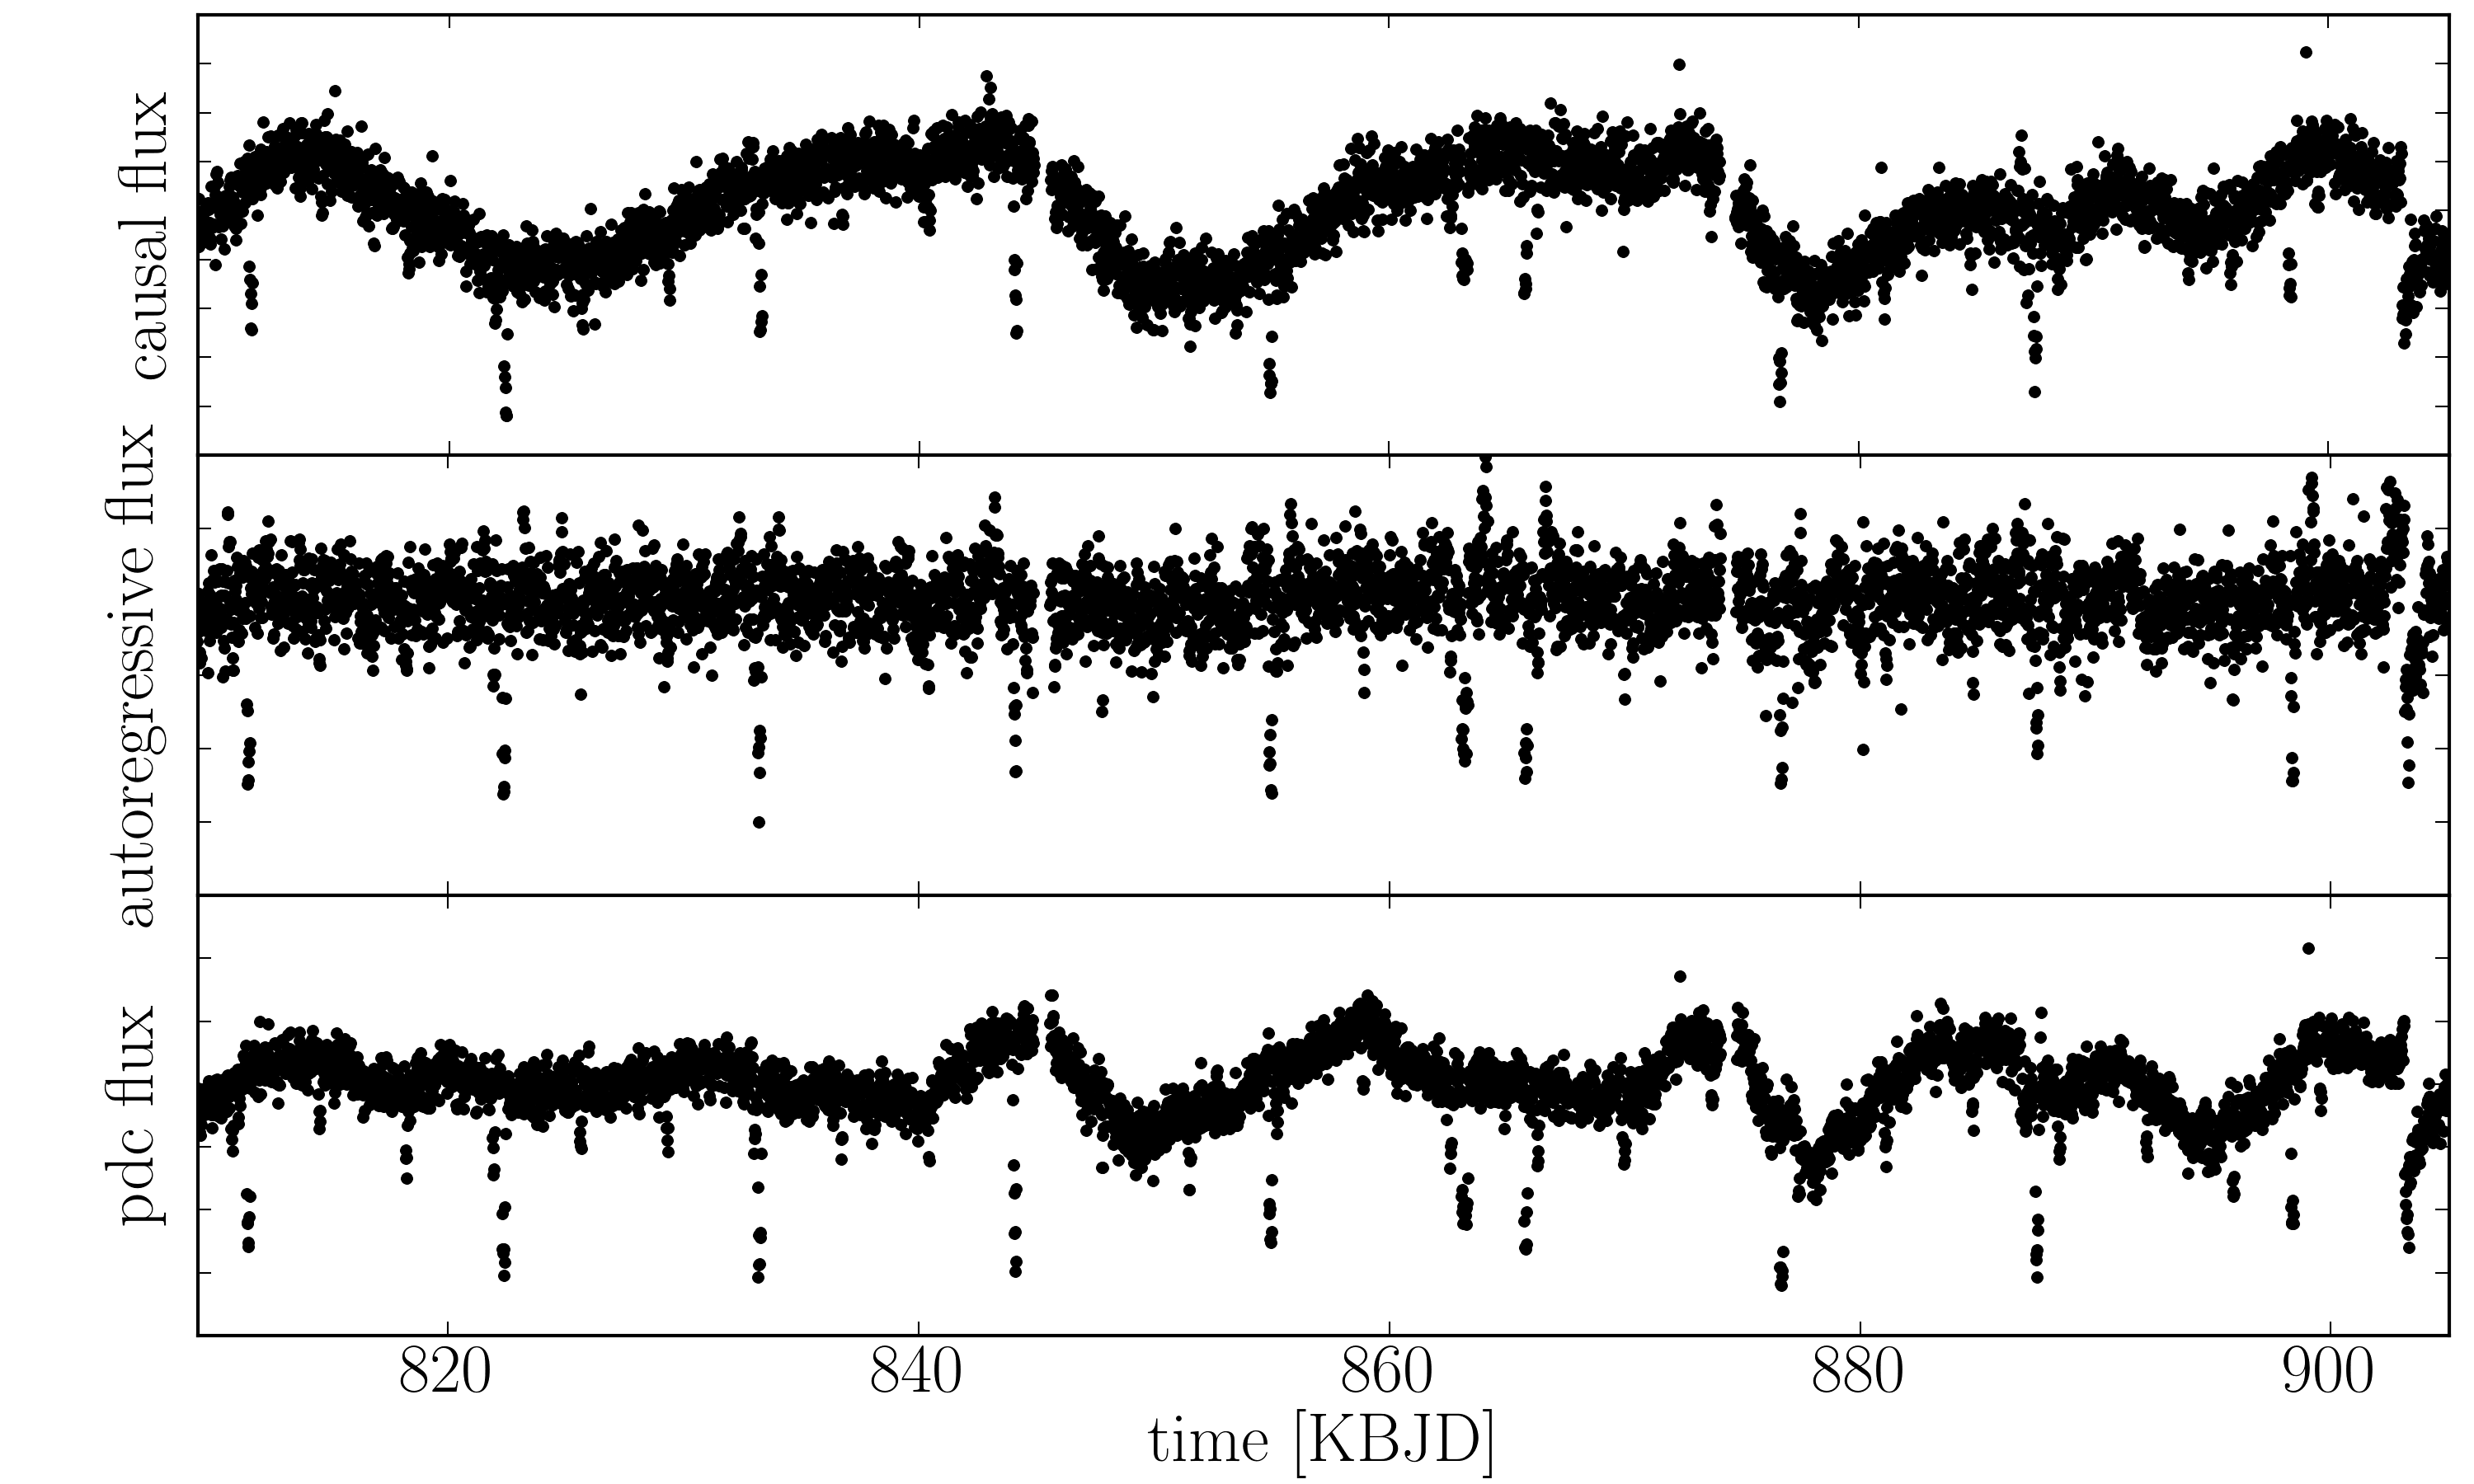 causal flux
autoregressive flux
pdc flux
820 840 860 880 900
time [KBJD]